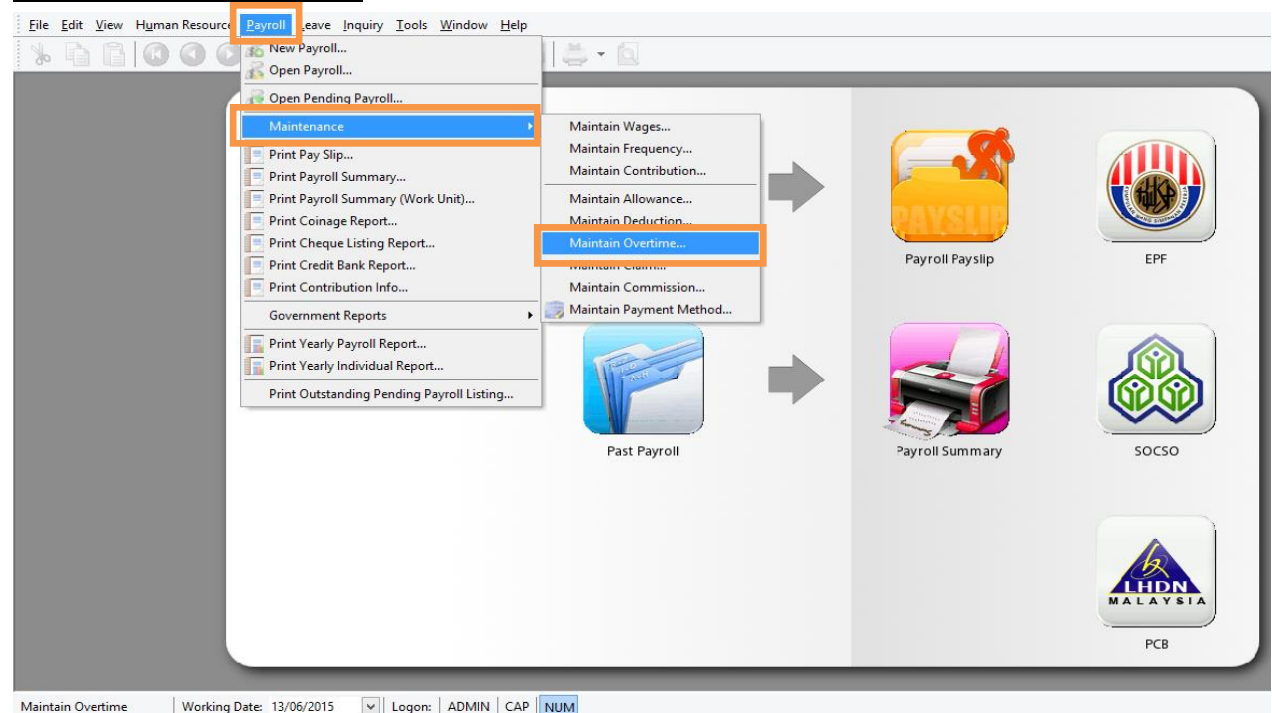 File Edit View Human Resource Payroll Leave Inquiry Tools Window Help
New Payroll...
Open Payroll...
Open Pending Payroll...
Maintenance
Print Pay Slip...
Print Payroll Summary...
Print Payroll Summary (Work Unit)...
Print Coinage Report...
Print Cheque Listing Report...
Print Credit Bank Report...
Print Contribution Info...
Government Reports
Print Yearly Payroll Report...
Print Yearly Individual Report...
Print Outstanding Pending Payroll Listing...
Maintain Wages...
Maintain Frequency...
Maintain Contribution...
Maintain Allowance...
Maintain Deduction...
Maintain Overtime...
Maintain Claim...
Maintain Commission...
Maintain Payment Method...
PAYSLIP
Payroll Payslip
EPF
Past Payroll
Payroll Summary
SOCSO
LHDN
MALAYSIA
PCB
Maintain Overtime Working Date: 13/06/2015 Logon: ADMIN CAP NUM